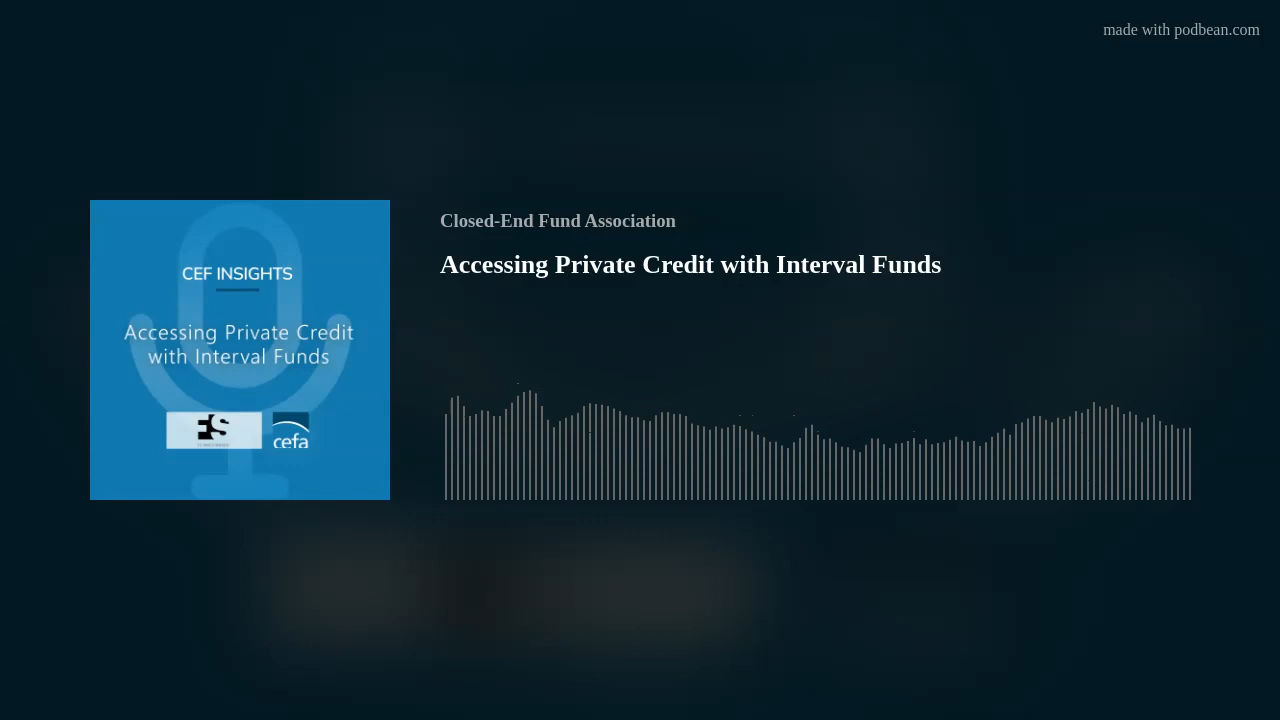 made with podbean.com
Closed-End Fund Association
Accessing Private Credit with Interval Funds
CEF INSIGHTS
Accessing Private Credit
with Interval Funds
cefa